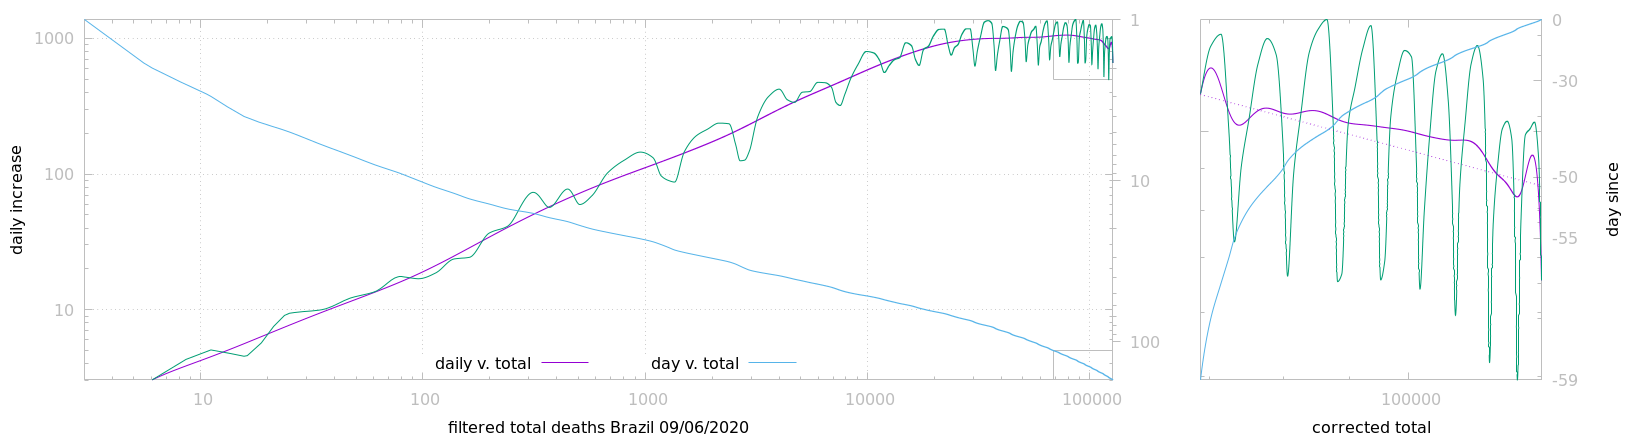 1000
100
10
daily increase
10
100
1000
10000
100000
filtered total deaths Brazil 09/06/2020
daily v. total
day v. total
1
10
100
0
-30
-50
-55
-59
day since
100000
corrected total